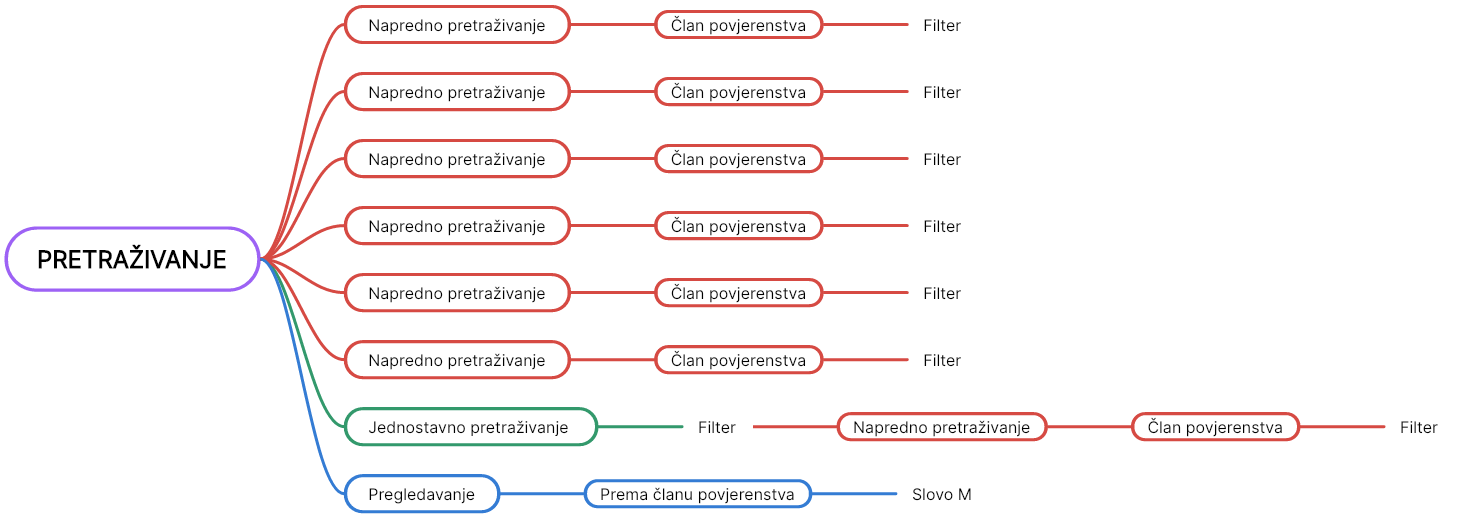 PRETRAŽIVANJE
Napredno pretraživanje Član povjerenstva Filter
Napredno pretraživanje Član povjerenstva Filter
Napredno pretraživanje Član povjerenstva Filter
Napredno pretraživanje Član povjerenstva Filter
Napredno pretraživanje Član povjerenstva Filter
Napredno pretraživanje Član povjerenstva Filter
Jednostavno pretraživanje Filter Napredno pretraživanje Član povjerenstva Filter
Pregledavanje Prema članu povjerenstva Slovo M